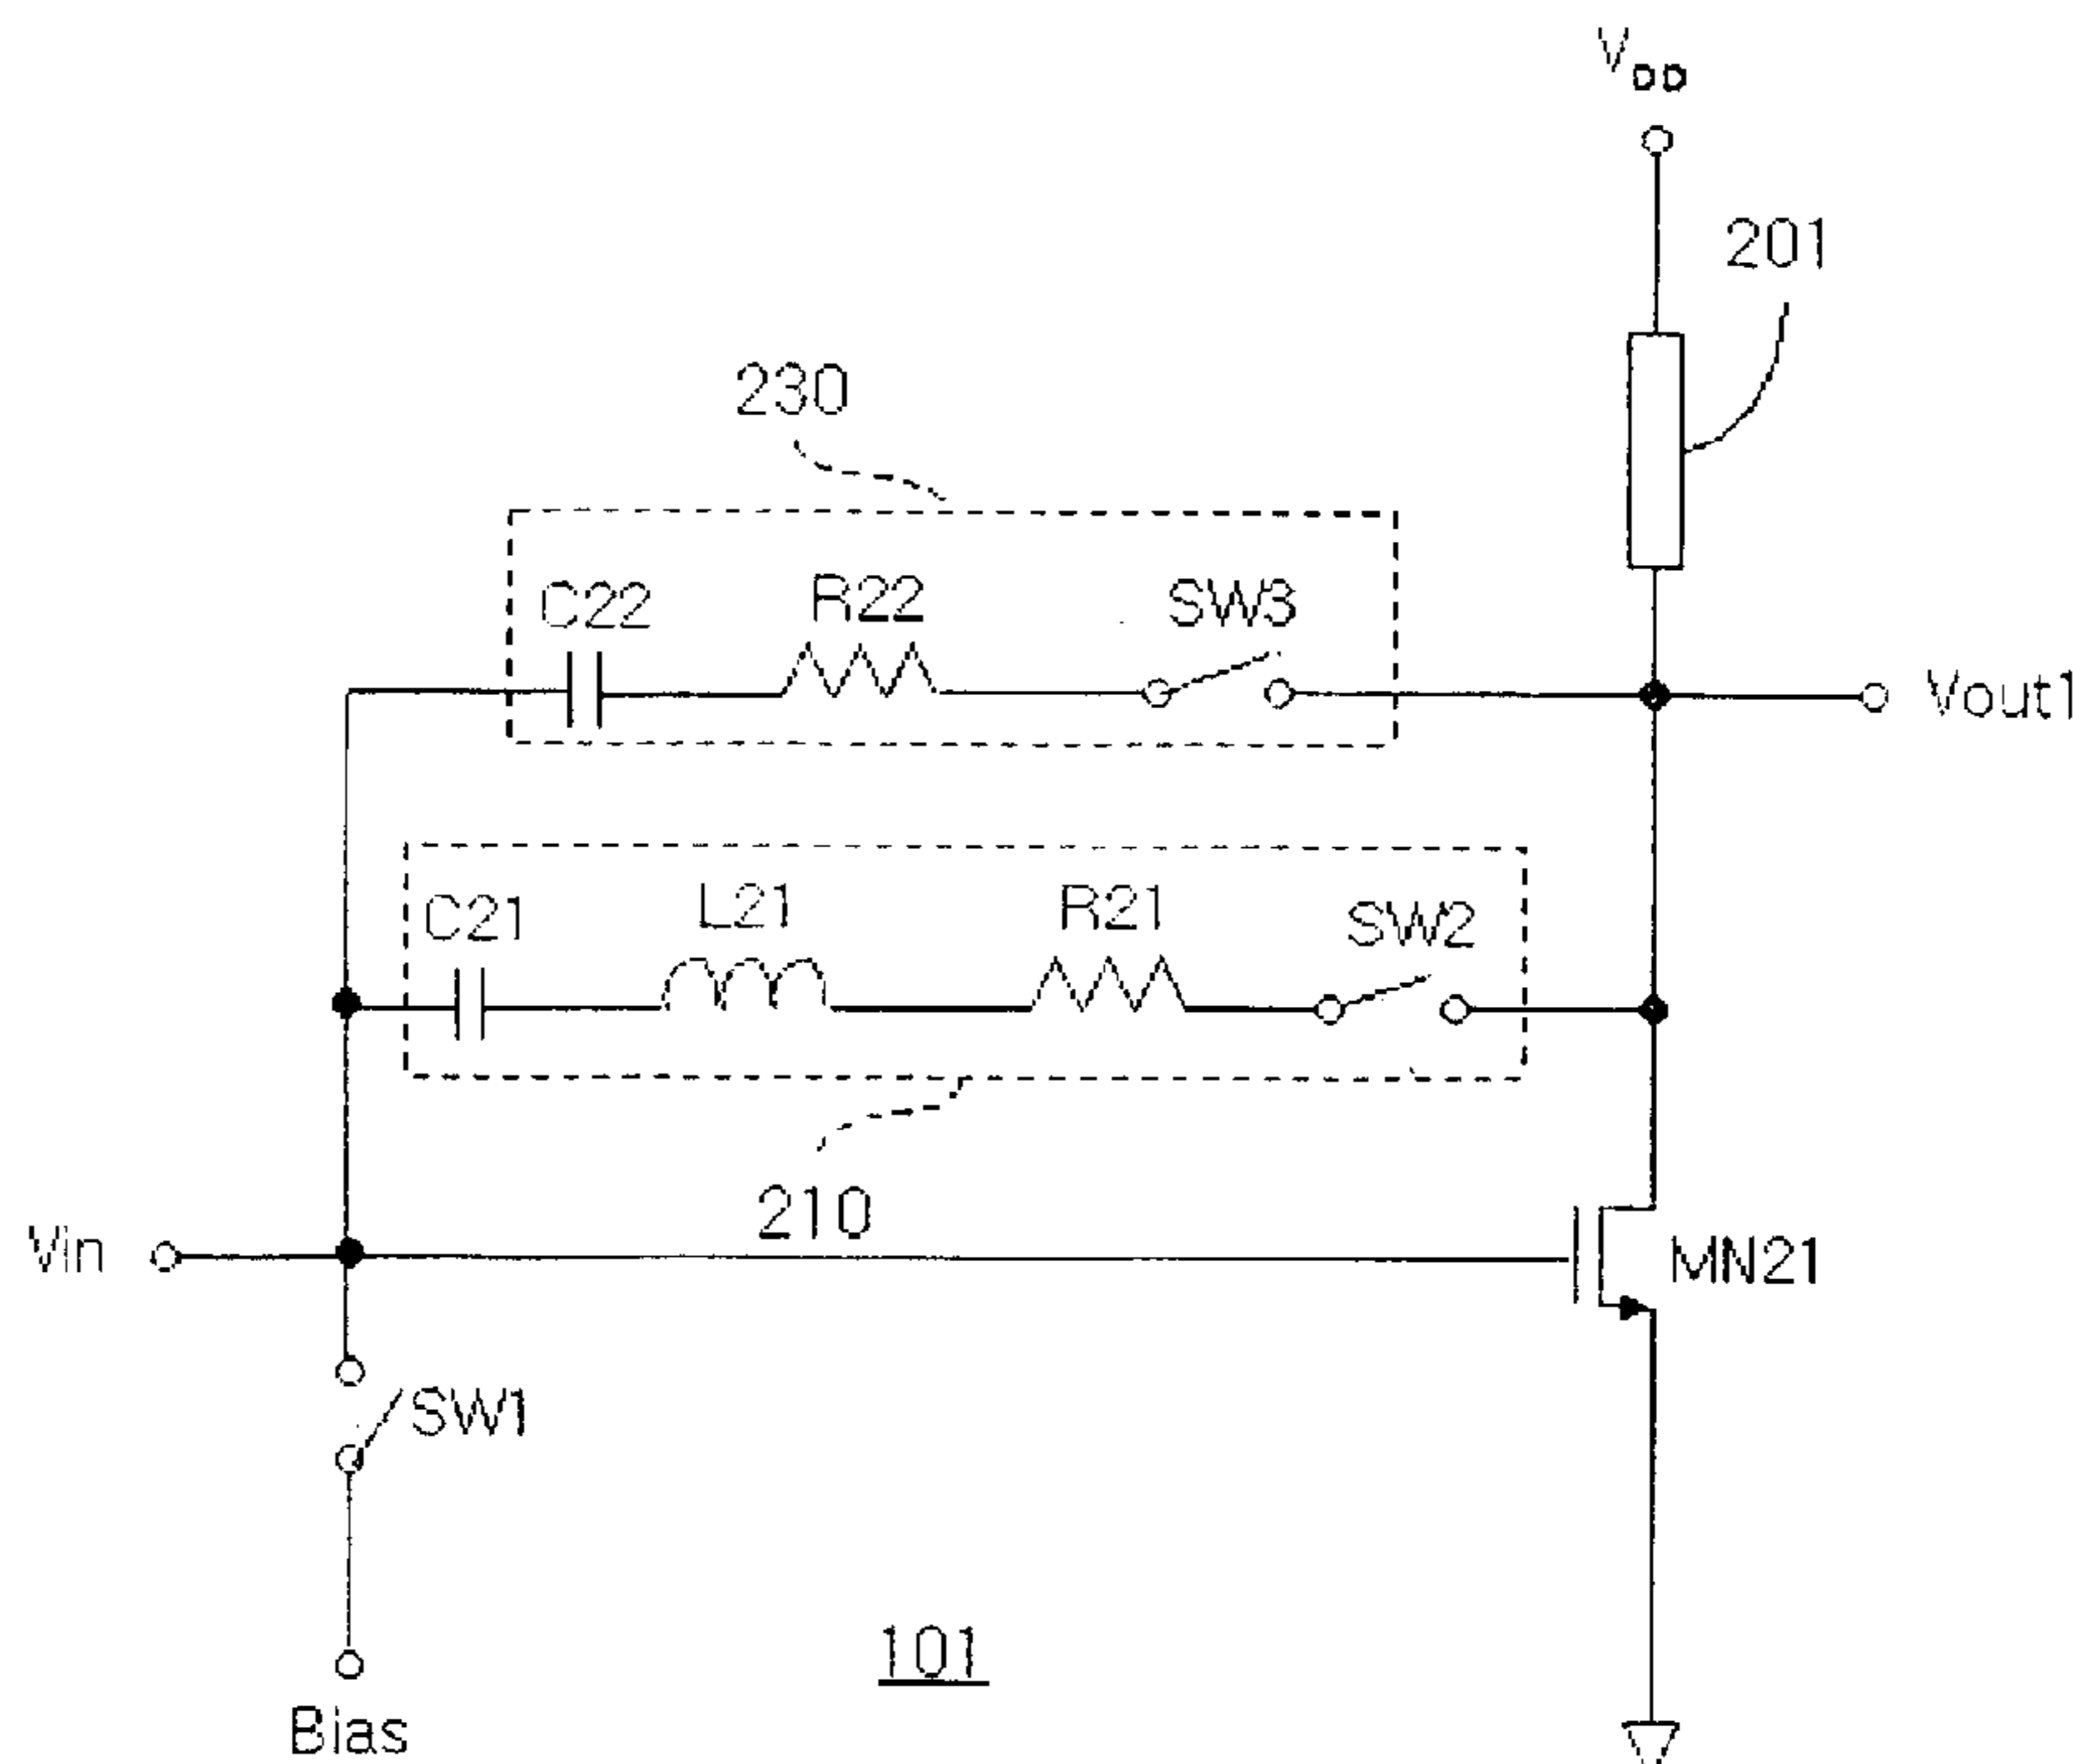 VDD
201
230
C22
R22
SW3
Vout1
C21
L21
R21
SW2
210
Vin
MN21
SW1
101
Bias